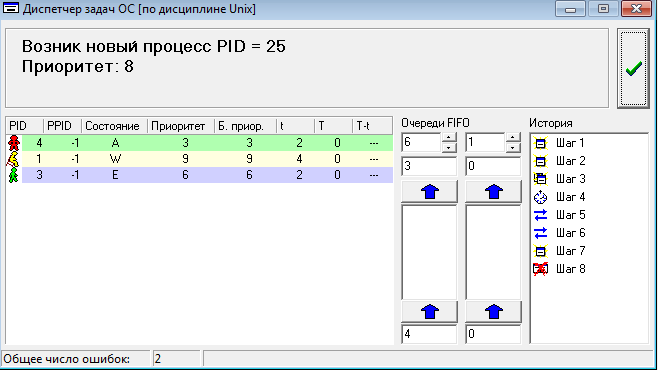 Диспетчер задач ОС [по дисциплине Unix]
Возник новый процесс PID = 25
Приоритет: 8
PID PPID Состояние Приоритет Б. приор. t T T-t
4 -1 A 3 3 2 0 ---
1 -1 W 9 9 4 0 ---
3 -1 E 6 6 2 0 ---
Очереди FIFO
6 1
3 0
4 0
История
Шаг 1
Шаг 2
Шаг 3
Шаг 4
Шаг 5
Шаг 6
Шаг 7
Шаг 8
Общее число ошибок: 2